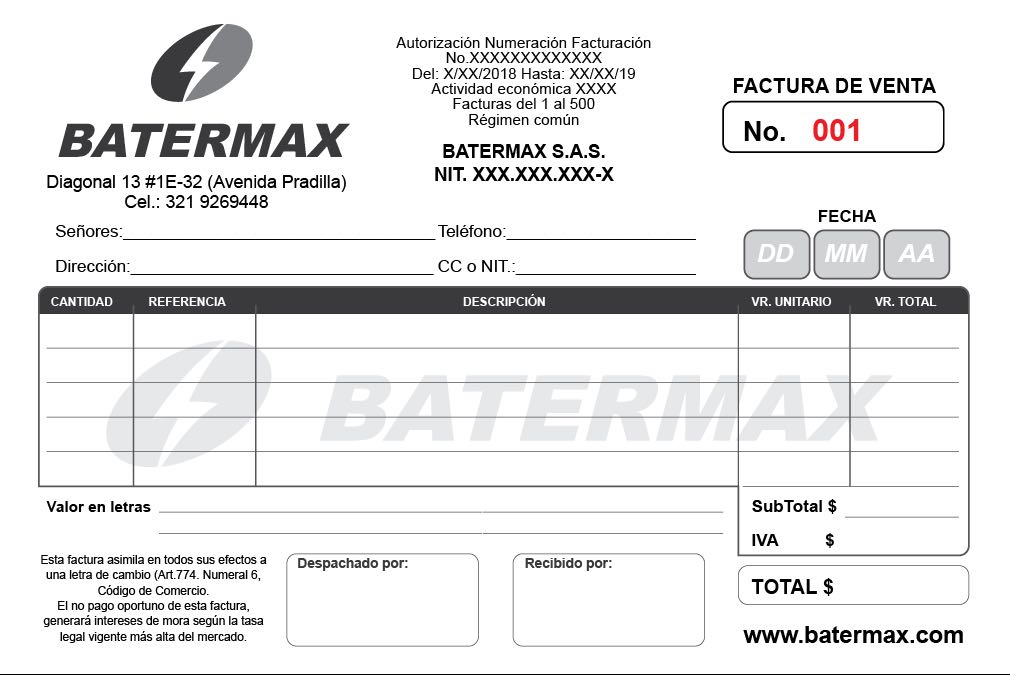 BATERMAX
Diagonal 13 #1E-32 (Avenida Pradilla)
Cel.: 321 9269448
Autorización Numeración Facturación
No.XXXXXXXXXXXXX
Del: X/XX/2018 Hasta: XX/XX/19
Actividad económica XXXX
Facturas del 1 al 500
Régimen común
BATERMAX S.A.S.
NIT. XXX.XXX.XXX-X
FACTURA DE VENTA
No. 001
FECHA
DD MM AA
Señores: Teléfono:
Dirección: CC o NIT.:
CANTIDAD REFERENCIA DESCRIPCIÓN VR. UNITARIO VR. TOTAL
BATERMAX
Valor en letras
SubTotal $
IVA $
TOTAL $
Esta factura asimila en todos sus efectos a
una letra de cambio (Art.774. Numeral 6,
Código de Comercio.
El no pago oportuno de esta factura,
generará intereses de mora según la tasa
legal vigente más alta del mercado.
Despachado por:
Recibido por:
www.batermax.com